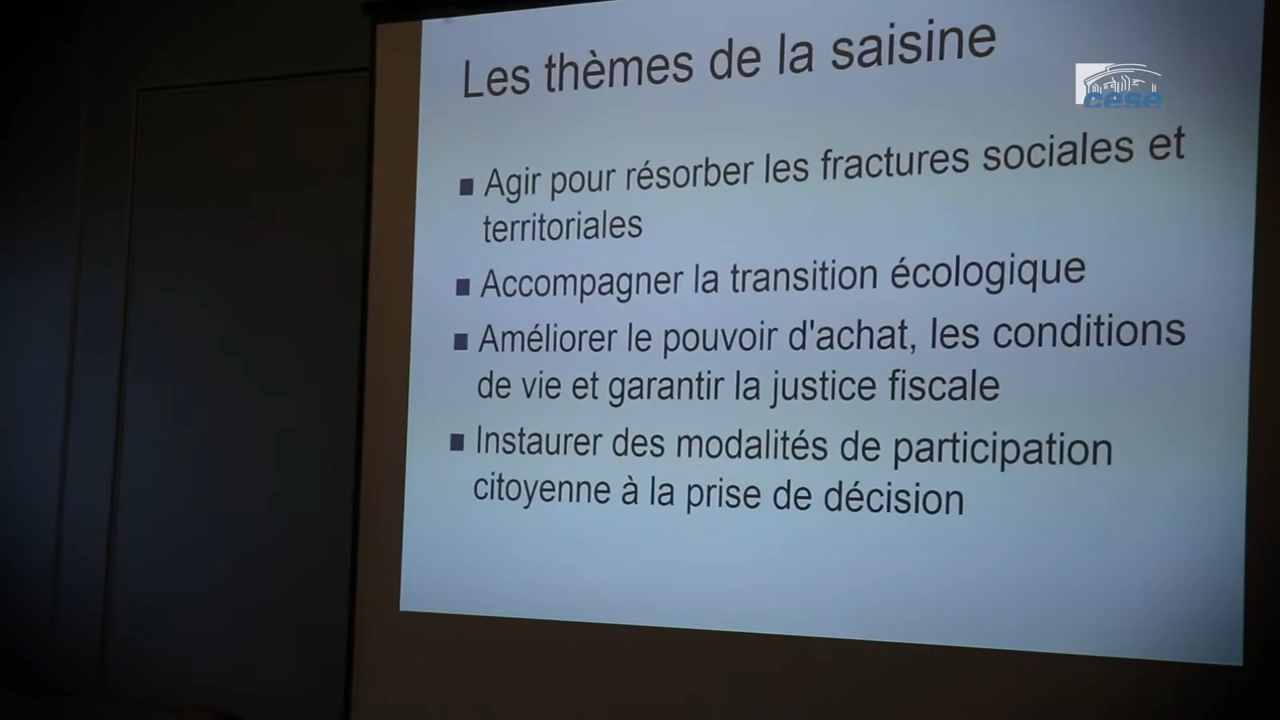 Les thèmes de la saisine
cese
■ Agir pour résorber les fractures sociales et
territoriales
■ Accompagner la transition écologique
■ Améliorer le pouvoir d'achat, les conditions
de vie et garantir la justice fiscale
■ Instaurer des modalités de participation
citoyenne à la prise de décision